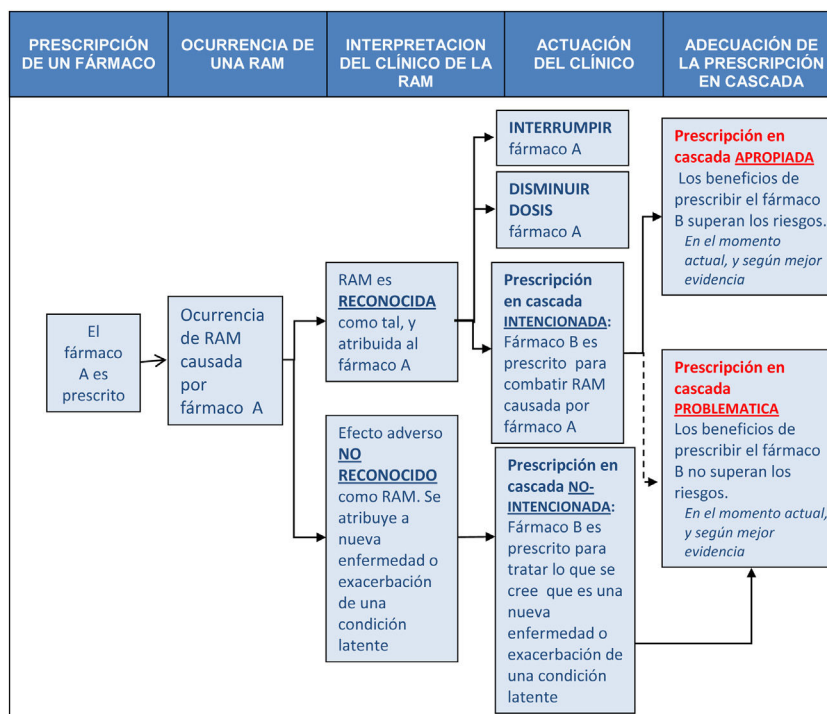 PRESCRIPCIÓN
DE UN FÁRMACO
OCURRENCIA DE
UNA RAM
INTERPRETACION
DEL CLÍNICO DE LA
RAM
ACTUACIÓN
DEL CLÍNICO
ADECUACIÓN DE
LA PRESCRIPCIÓN
EN CASCADA
El
fármaco
A es
prescrito
Ocurrencia
de RAM
causada
por
fármaco A
RAM es
RECONOCIDA
como tal, y
atribuida al
fármaco A
Efecto adverso
NO
RECONOCIDO
como RAM. Se
atribuye a
nueva
enfermedad o
exacerbación
de una
condición
latente
INTERRUMPIR
fármaco A
DISMINUIR
DOSIS
fármaco A
Prescripción
en cascada
INTENCIONADA:
Fármaco B es
prescrito para
combatir RAM
causada por
fármaco A
Prescripción en
cascada NO-
INTENCIONADA:
Fármaco B es
prescrito para
tratar lo que se
cree que es una
nueva
enfermedad o
exacerbación de
una condición
latente
Prescripción en
cascada APROPIADA
Los beneficios de
prescribir el fármaco
B superan los riesgos.
En el momento
actual, y según mejor
evidencia
Prescripción en
cascada
PROBLEMATICA
Los beneficios de
prescribir el fármaco
B no superan los
riesgos.
En el momento actual,
y según mejor
evidencia